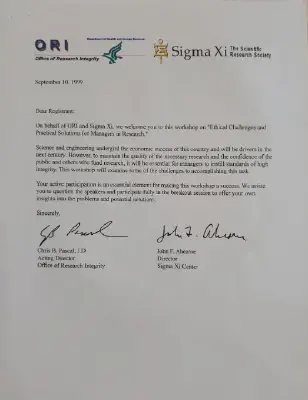 ORI
Office of Research Integrity
Department of Health and Human Services
Sigma Xi The Scientific
Research Society
September 10, 1999
Dear Registrant:
On behalf of ORI and Sigma Xi, we welcome you to this workshop on "Ethical Challenges and
Practical Solutions for Managers in Research."
Science and engineering undergird the economic success of this country and will be drivers in the
next century. However, to maintain the quality of the necessary research and the confidence of the
public and others who fund research, it will be essential for managers to instill standards of high
integrity. This workshop will examine some of the challenges to accomplishing this task.
Your active participation is an essential element for making this workshop a success. We invite
you to question the speakers and participate fully in the breakout session to offer your own
insights into the problems and potential solutions.
Sincerely,
Chris B. Pascal, J.D. John F. Ahearne
Acting Director Director
Office of Research Integrity Sigma Xi Center